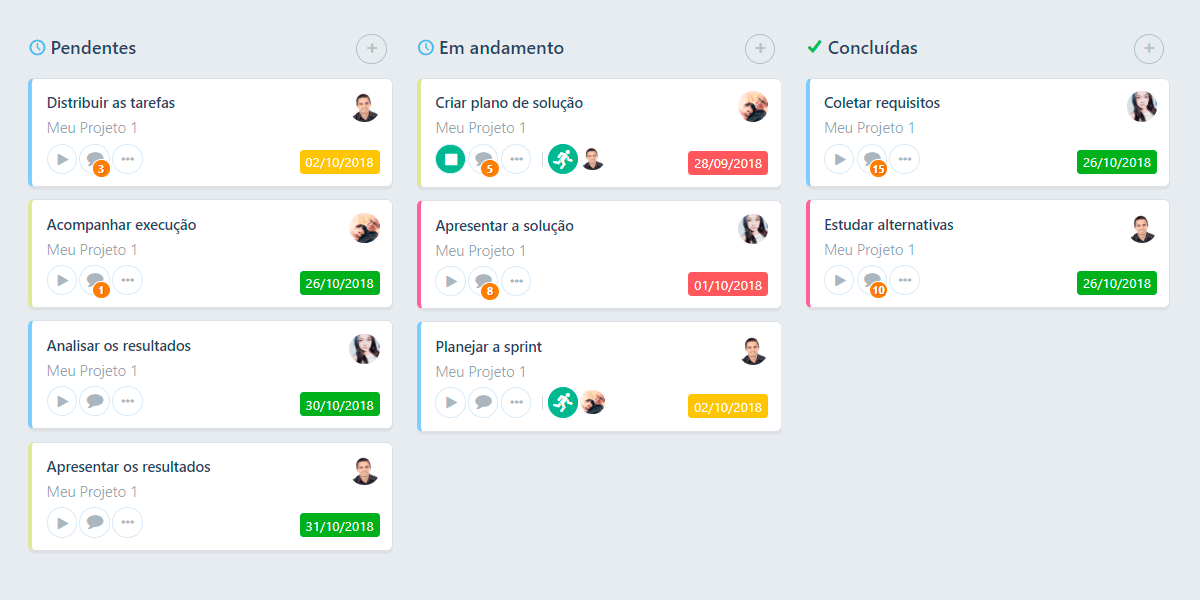 Pendentes
Distribuir as tarefas
Meu Projeto 1
3
02/10/2018
Acompanhar execução
Meu Projeto 1
1
26/10/2018
Analisar os resultados
Meu Projeto 1
30/10/2018
Apresentar os resultados
Meu Projeto 1
31/10/2018
Em andamento
Criar plano de solução
Meu Projeto 1
5
28/09/2018
Apresentar a solução
Meu Projeto 1
8
01/10/2018
Planejar a sprint
Meu Projeto 1
02/10/2018
Concluídas
Coletar requisitos
Meu Projeto 1
15
26/10/2018
Estudar alternativas
Meu Projeto 1
10
26/10/2018